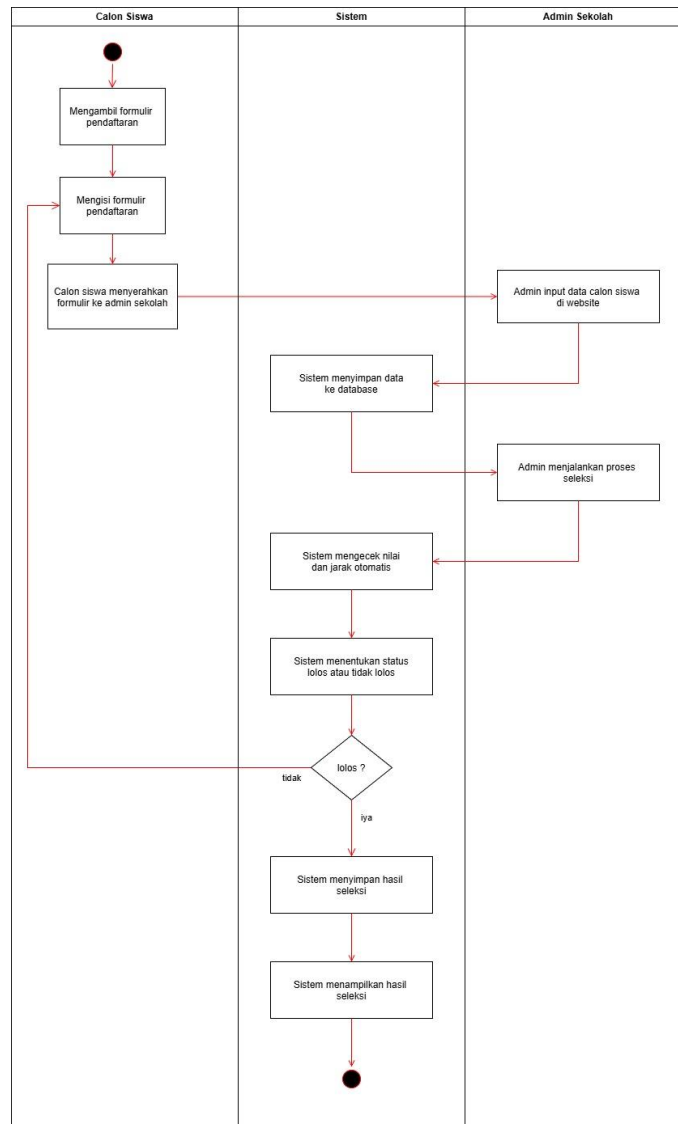 Calon Siswa
Sistem
Admin Sekolah
Mengambil formulir
pendaftaran
Mengisi formulir
pendaftaran
Calon siswa menyerahkan
formulir ke admin sekolah
Admin input data calon siswa
di website
Sistem menyimpan data
ke database
Admin menjalankan proses
seleksi
Sistem mengecek nilai
dan jarak otomatis
Sistem menentukan status
lolos atau tidak lolos
lolos ?
tidak
iya
Sistem menyimpan hasil
seleksi
Sistem menampilkan hasil
seleksi